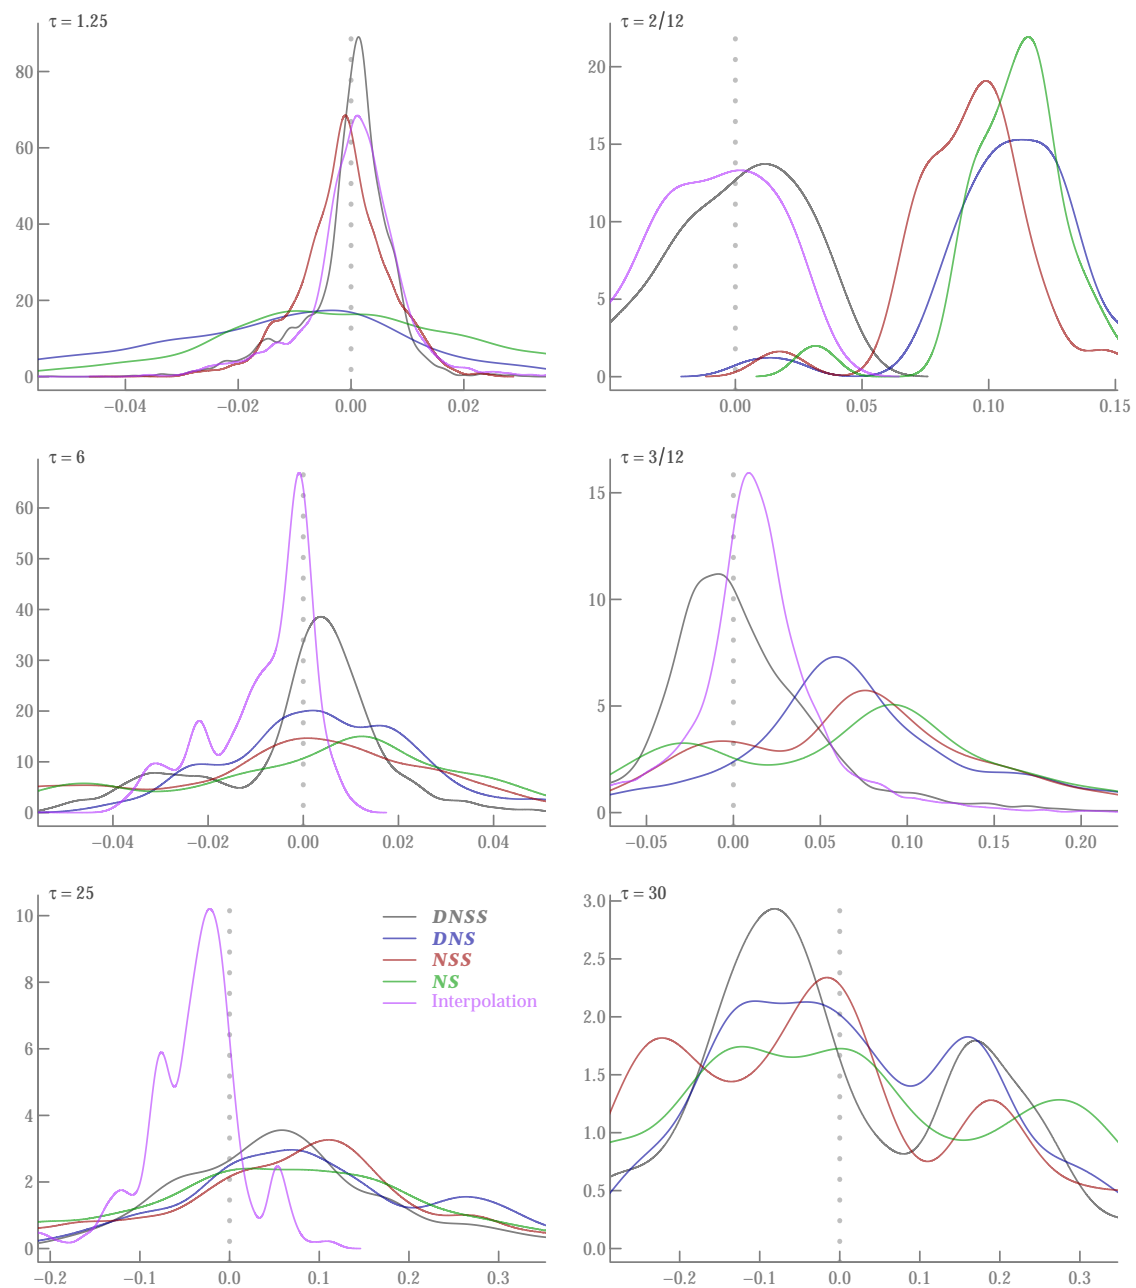 τ = 1.25
80
60
40
20
0
−0.04 −0.02 0.00 0.02
τ = 2/12
20
15
10
5
0
0.00 0.05 0.10 0.15
τ = 6
60
50
40
30
20
10
0
−0.04 −0.02 0.00 0.02 0.04
τ = 3/12
15
10
5
0
−0.05 0.00 0.05 0.10 0.15 0.20
τ = 25
10
8
6
4
2
0
−0.2 −0.1 0.0 0.1 0.2 0.3
DNSS
DNS
NSS
NS
Interpolation
τ = 30
3.0
2.5
2.0
1.5
1.0
0.5
0.0
−0.2 −0.1 0.0 0.1 0.2 0.3